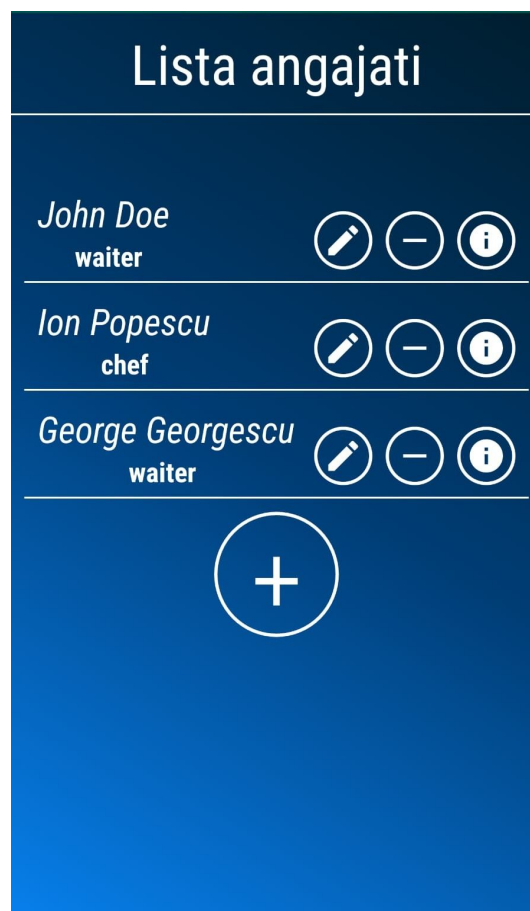 Lista angajati
John Doe
waiter
Ion Popescu
chef
George Georgescu
waiter